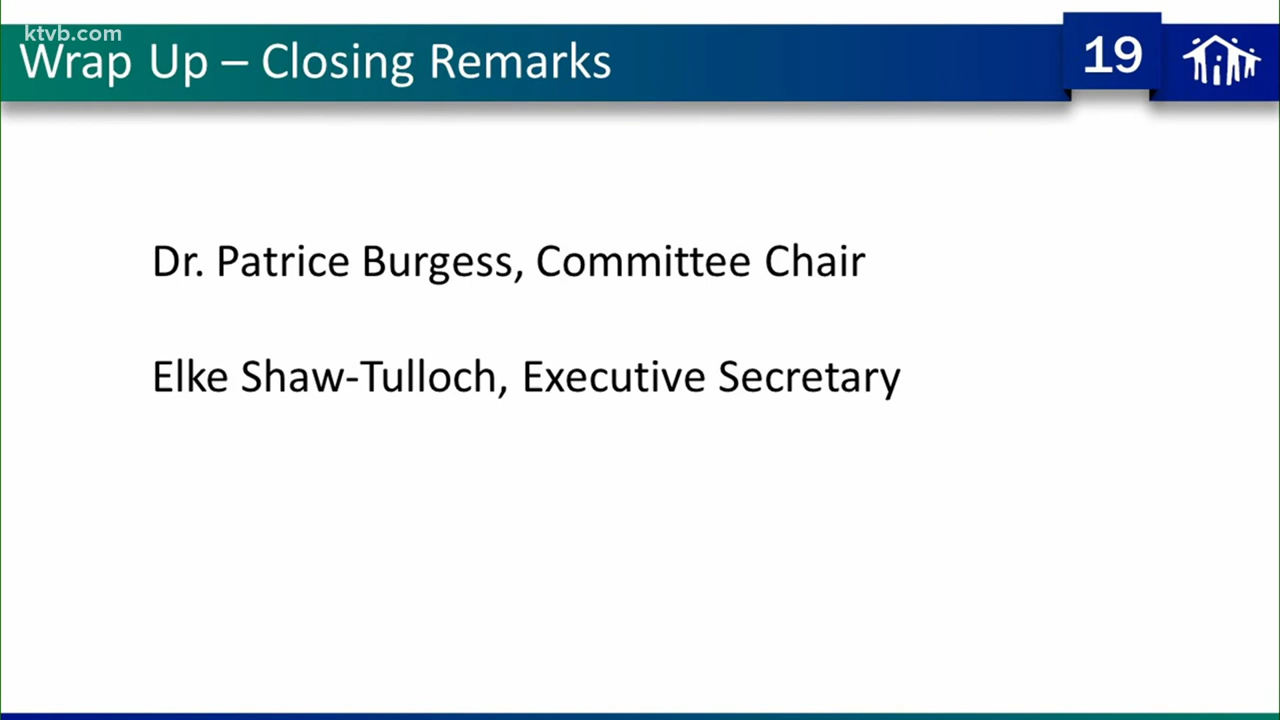 ktvb.com
Wrap Up – Closing Remarks
19
Dr. Patrice Burgess, Committee Chair
Elke Shaw-Tulloch, Executive Secretary